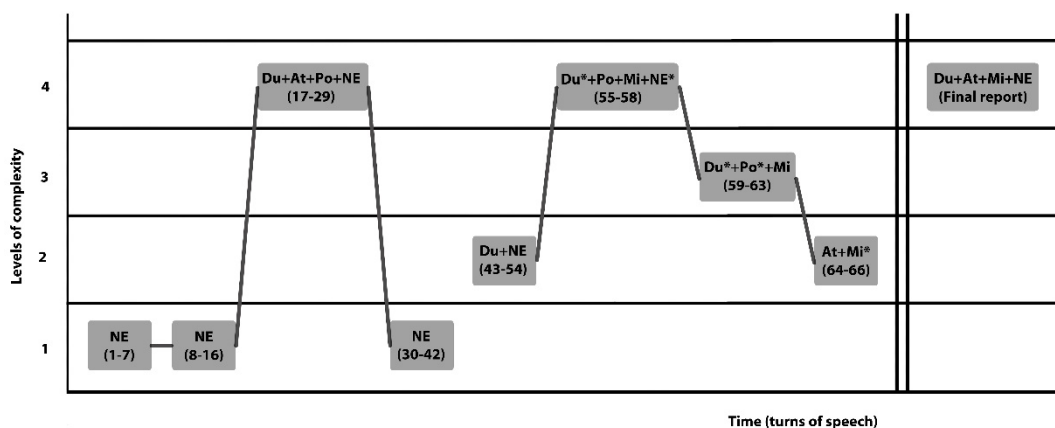 Levels of complexity
4
3
2
1
Du+At+Po+NE
(17-29)
Du*+Po+Mi+NE*
(55-58)
Du+At+Mi+NE
(Final report)
Du*+Po*+Mi
(59-63)
Du+NE
(43-54)
At+Mi*
(64-66)
NE
(1-7)
NE
(8-16)
NE
(30-42)
Time (turns of speech)